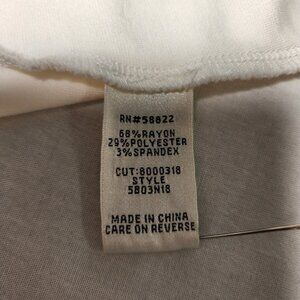 RN#58822
68%RAYON
29%POLYESTER
3%SPANDEX
CUT:8000318
STYLE
5803N18
MADE IN CHINA
CARE ON REVERSE